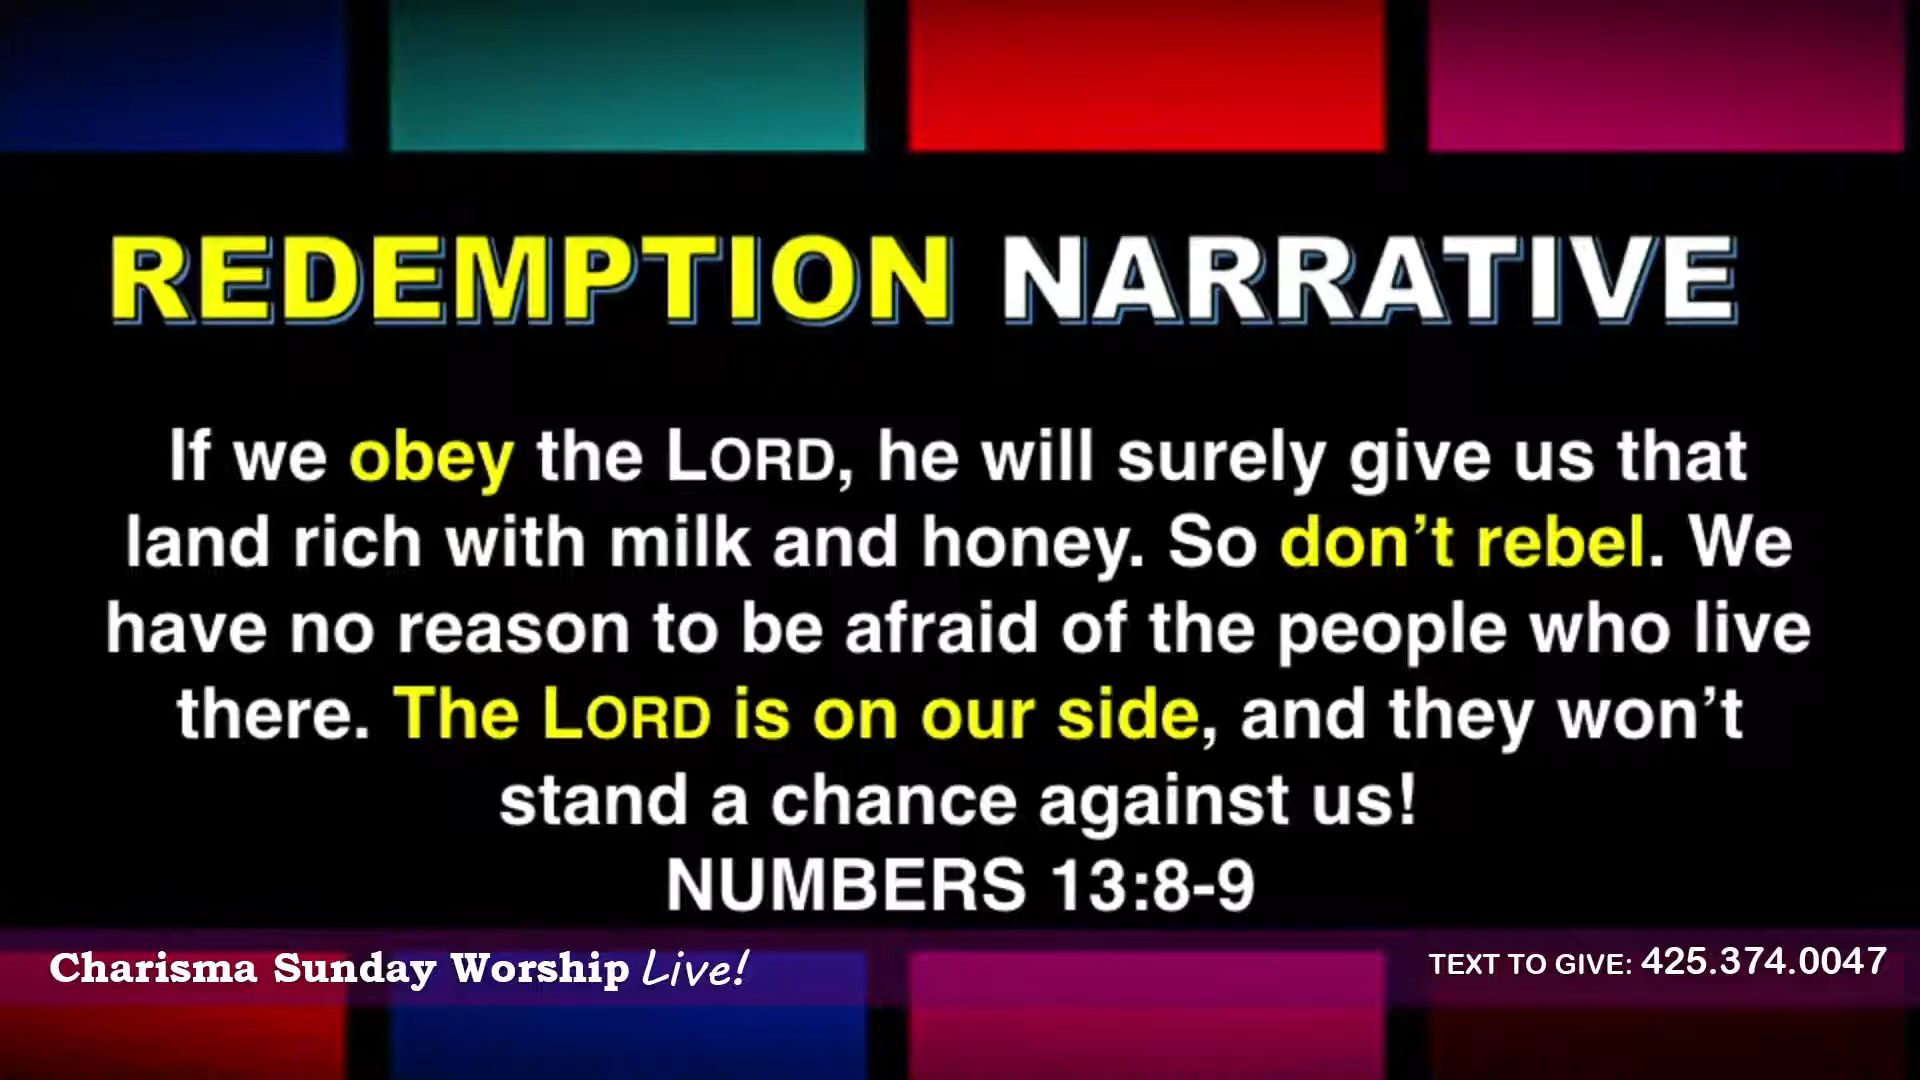 REDEMPTION NARRATIVE
If we obey the LORD, he will surely give us that
land rich with milk and honey. So don’t rebel. We
have no reason to be afraid of the people who live
there. The LORD is on our side, and they won’t
stand a chance against us!
NUMBERS 13:8-9
Charisma Sunday Worship Live!
TEXT TO GIVE: 425.374.0047